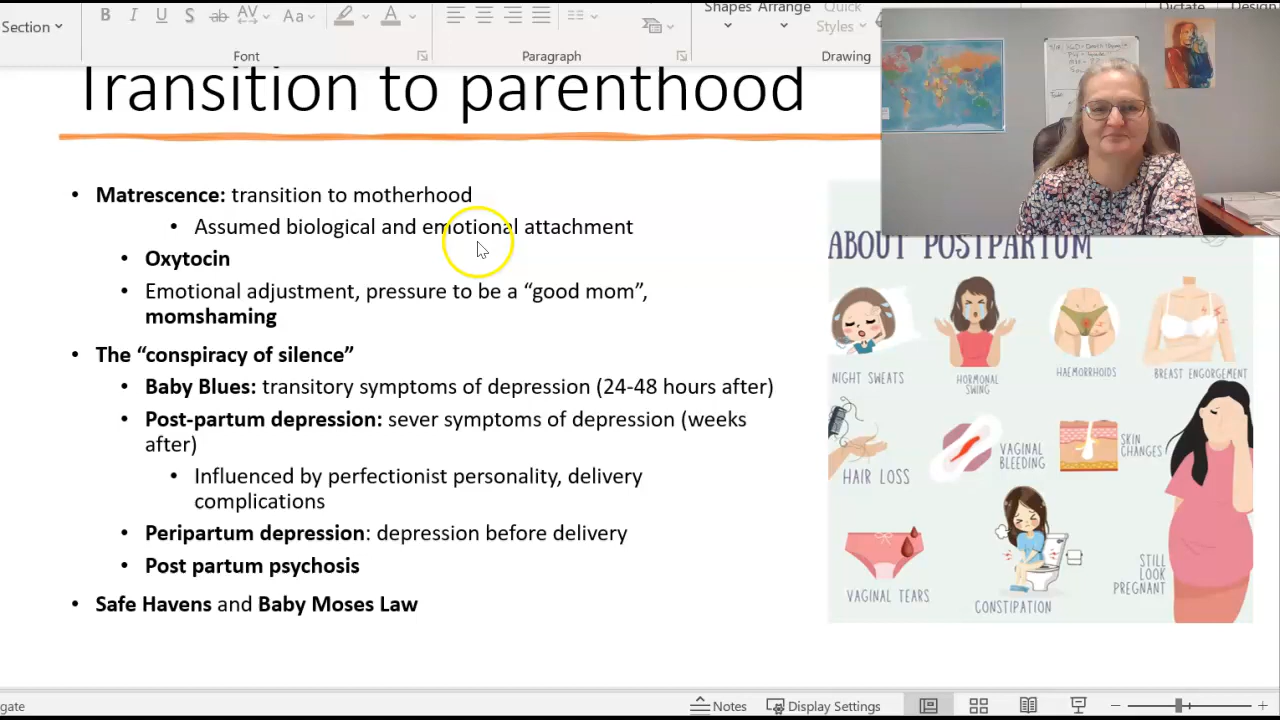 Section
B I U S ab AV Aa A
Font
Paragraph
Shapes Arrange Quick
Styles
Drawing
Dictate
Transition to parenthood
• Matrescence: transition to motherhood
• Assumed biological and emotional attachment
• Oxytocin
• Emotional adjustment, pressure to be a “good mom”,
momshaming
• The “conspiracy of silence”
• Baby Blues: transitory symptoms of depression (24-48 hours after)
• Post-partum depression: sever symptoms of depression (weeks
after)
• Influenced by perfectionist personality, delivery
complications
• Peripartum depression: depression before delivery
• Post partum psychosis
• Safe Havens and Baby Moses Law
ABOUT POSTPARTUM
NIGHT SWEATS
HORMONAL
SWING
HAEMORRHOIDS
BREAST ENGORGEMENT
HAIR LOSS
VAGINAL
BLEEDING
SKIN
CHANGES
VAGINAL TEARS
CONSTIPATION
STILL
LOOK
PREGNANT
gate
Notes
Display Settings